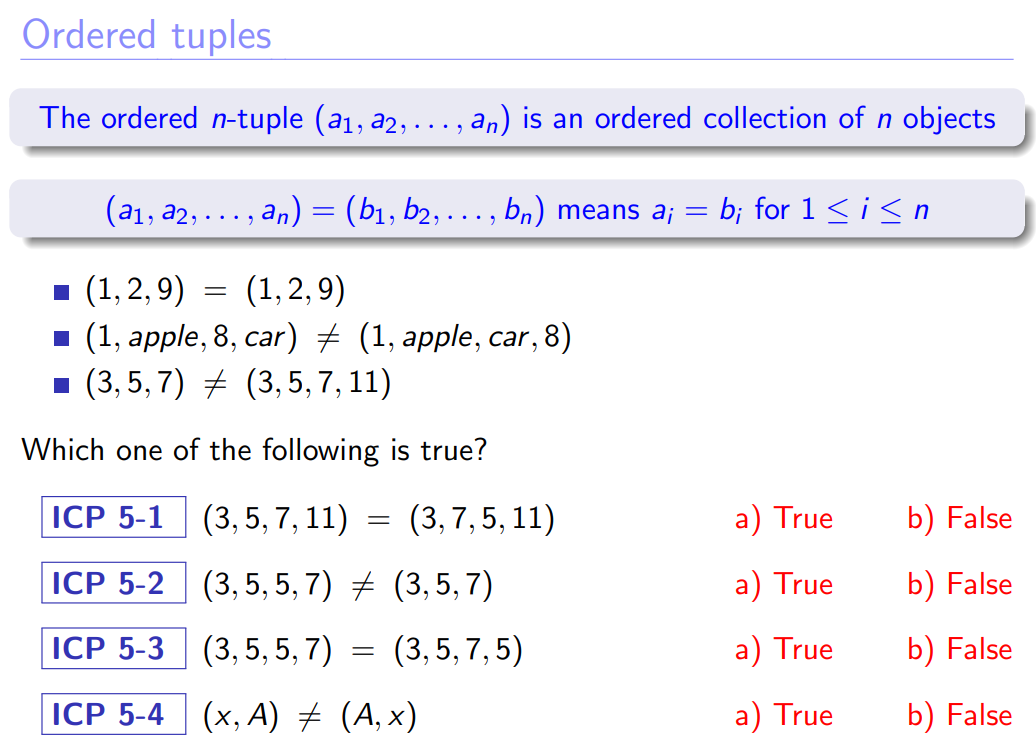 Ordered tuples
The ordered n-tuple (a₁, a₂, . . . , aₙ) is an ordered collection of n objects
(a₁, a₂, . . . , aₙ) = (b₁, b₂, . . . , bₙ) means aᵢ = bᵢ for 1 ≤ i ≤ n
(1, 2, 9) = (1, 2, 9)
(1, apple, 8, car) ≠ (1, apple, car, 8)
(3, 5, 7) ≠ (3, 5, 7, 11)
Which one of the following is true?
ICP 5-1 (3, 5, 7, 11) = (3, 7, 5, 11) a) True b) False
ICP 5-2 (3, 5, 5, 7) ≠ (3, 5, 7) a) True b) False
ICP 5-3 (3, 5, 5, 7) = (3, 5, 7, 5) a) True b) False
ICP 5-4 (x, A) ≠ (A, x) a) True b) False